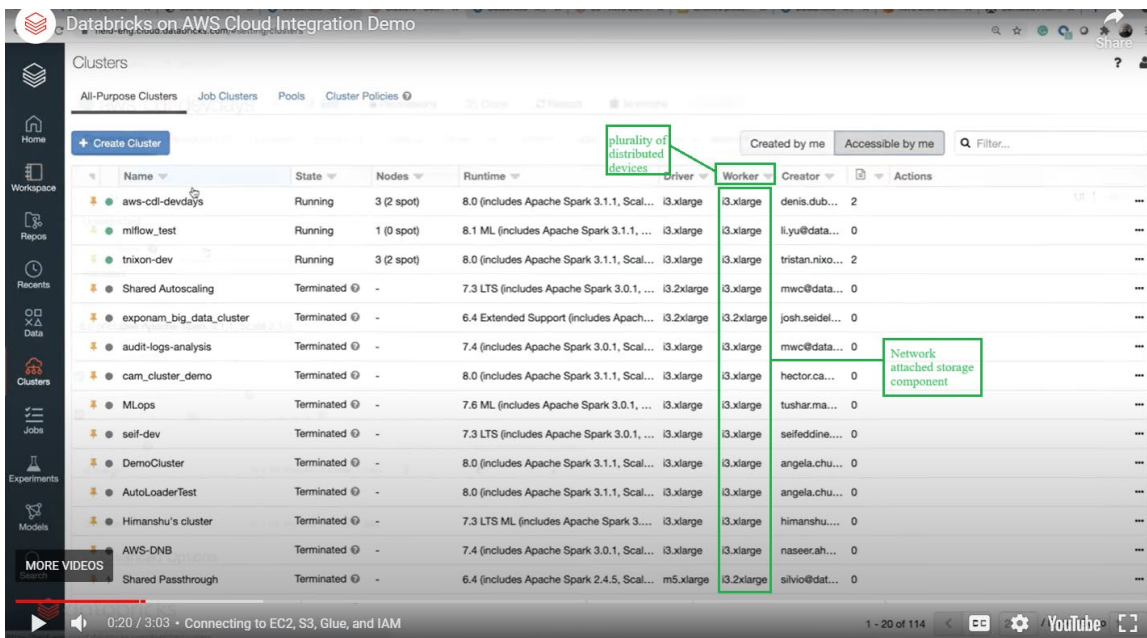 Databricks on AWS Cloud Integration Demo
Share
Clusters
?
All-Purpose Clusters Job Clusters Pools Cluster Policies
+ Create Cluster
plurality of
distributed
devices
Created by me Accessible by me Filter...
Name State Nodes Runtime Driver Worker Creator Actions
aws-cdl-devdays Running 3 (2 spot) 8.0 (includes Apache Spark 3.1.1, Scal... i3.xlarge i3.xlarge denis.dub... 2 ...
mlflow_test Running 1 (0 spot) 8.1 ML (includes Apache Spark 3.1.1, ... i3.xlarge i3.xlarge li.yu@data... 0 ...
tnixon-dev Running 3 (2 spot) 8.0 (includes Apache Spark 3.1.1, Scal... i3.xlarge i3.xlarge tristan.nixo... 2 ...
Shared Autoscaling Terminated - 7.3 LTS (includes Apache Spark 3.0.1, ... i3.2xlarge i3.xlarge mwc@data... 0 ...
exponam_big_data_cluster Terminated - 6.4 Extended Support (includes Apach... i3.2xlarge i3.2xlarge josh.seidel... 0 ...
audit-logs-analysis Terminated - 7.4 (includes Apache Spark 3.0.1, Scal... i3.xlarge i3.xlarge mwc@data... 0 ...
cam_cluster_demo Terminated - 8.0 (includes Apache Spark 3.1.1, Scal... i3.xlarge i3.xlarge hector.ca... 0 ...
MLops Terminated - 7.6 ML (includes Apache Spark 3.0.1, ... i3.xlarge i3.xlarge tushar.ma... 0 ...
seif-dev Terminated - 7.3 LTS (includes Apache Spark 3.0.1, ... i3.xlarge i3.xlarge seifeddine.... 0 ...
DemoCluster Terminated - 8.0 (includes Apache Spark 3.1.1, Scal... i3.xlarge i3.xlarge angela.chu... 0 ...
AutoLoaderTest Terminated - 8.0 (includes Apache Spark 3.1.1, Scal... i3.xlarge i3.xlarge angela.chu... 0 ...
Himanshu's cluster Terminated - 7.3 LTS ML (includes Apache Spark 3.... i3.xlarge i3.xlarge himanshu.... 0 ...
AWS-DNB Terminated - 7.4 (includes Apache Spark 3.0.1, Scal... i3.xlarge i3.xlarge naseer.ah... 0 ...
Shared Passthrough Terminated - 6.4 (includes Apache Spark 2.4.5, Scal... m5.xlarge i3.2xlarge silvio@dat... 0 ...
Network
attached storage
component
Home
Workspace
Repos
Recents
Data
Clusters
Jobs
Experiments
Models
Search
MORE VIDEOS
0:20 / 3:03 • Connecting to EC2, S3, Glue, and IAM
1 - 20 of 114
CC
YouTube